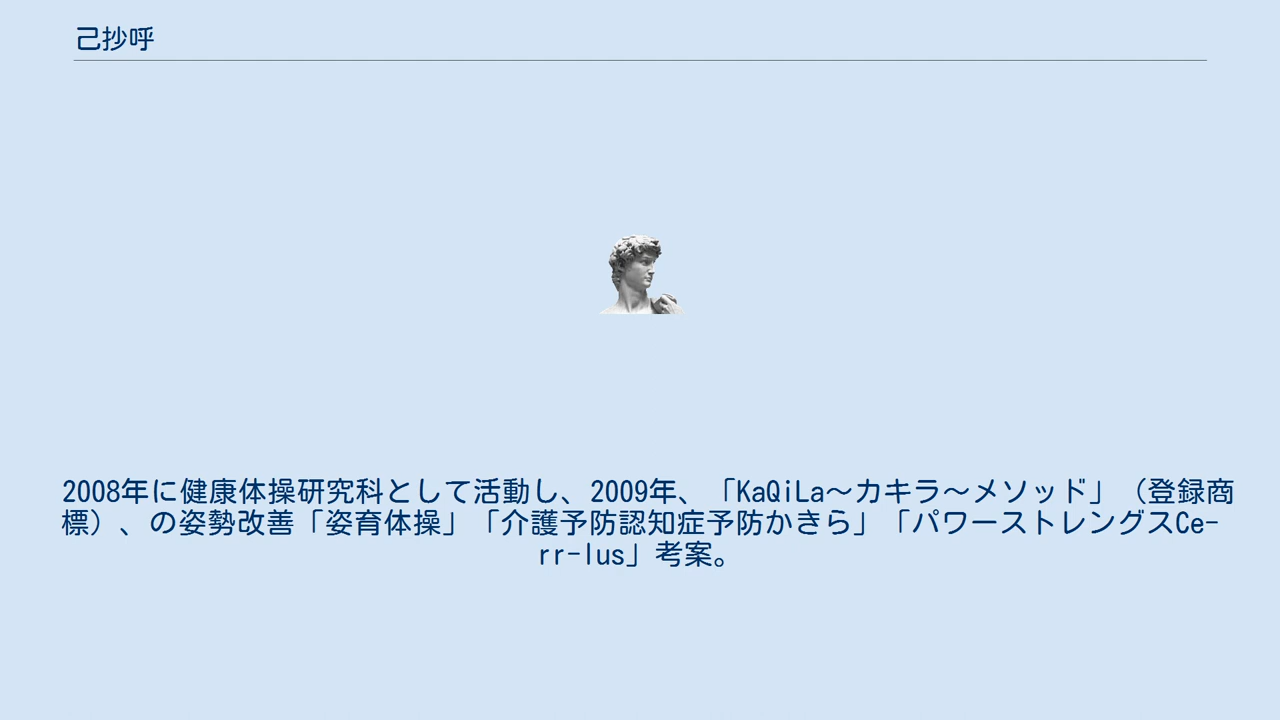 己抄呼
2008年に健康体操研究科として活動し、2009年、「KaQiLa～カキラ～メソッド」（登録商
標）、の姿勢改善「姿育体操」「介護予防認知症予防かきら」「パワーストレングスCe-
rr-lus」考案。